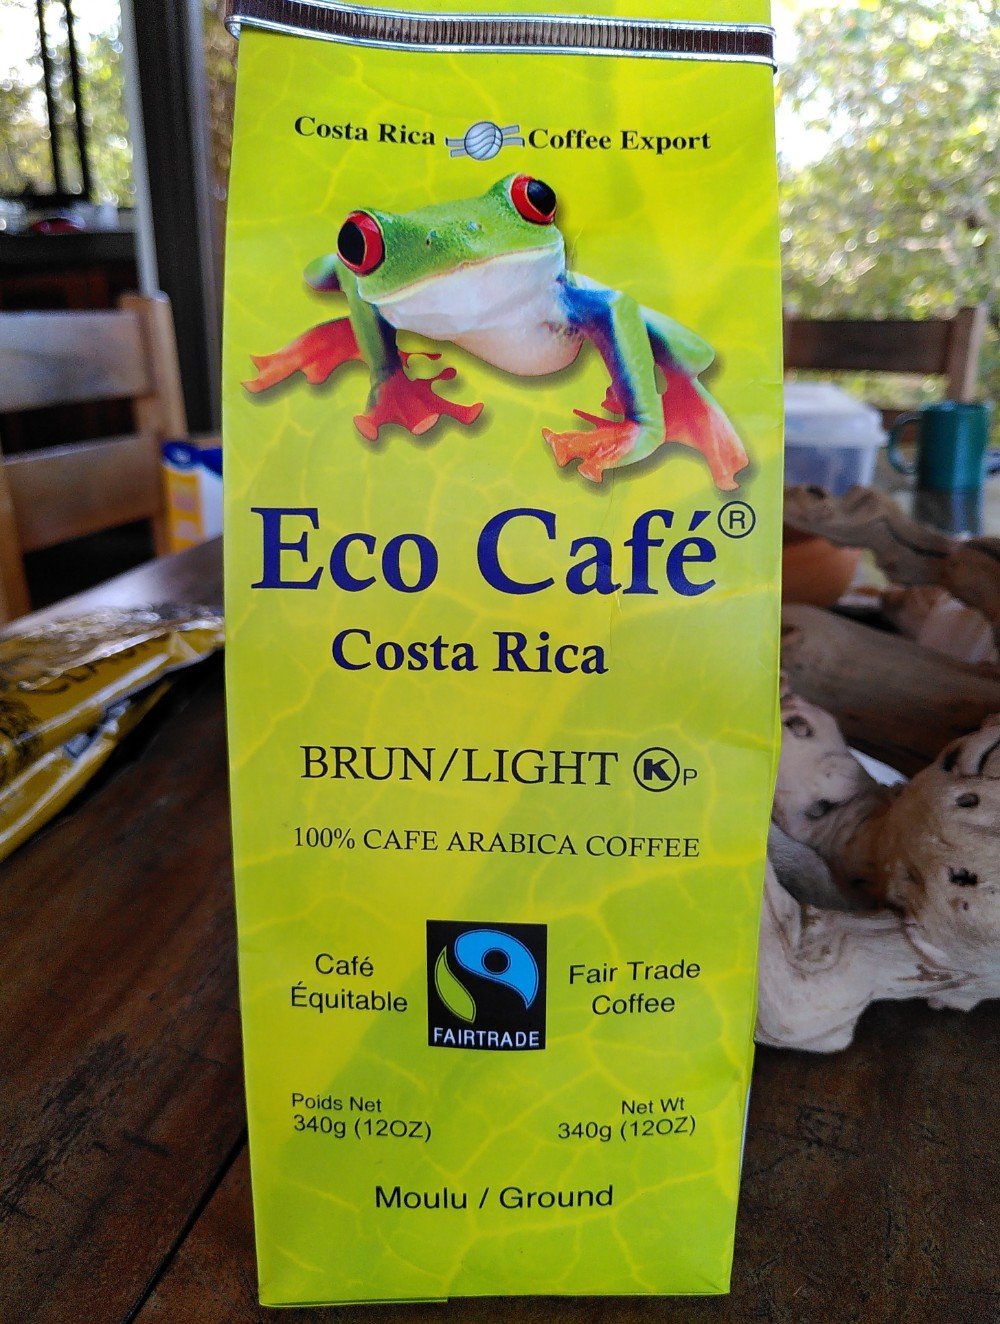 Costa Rica Coffee Export
Eco Café®
Costa Rica
BRUN/LIGHT K P
100% CAFE ARABICA COFFEE
Café
Équitable
FAIRTRADE
Fair Trade
Coffee
Poids Net
340g (12OZ)
Net Wt
340g (12OZ)
Moulu / Ground